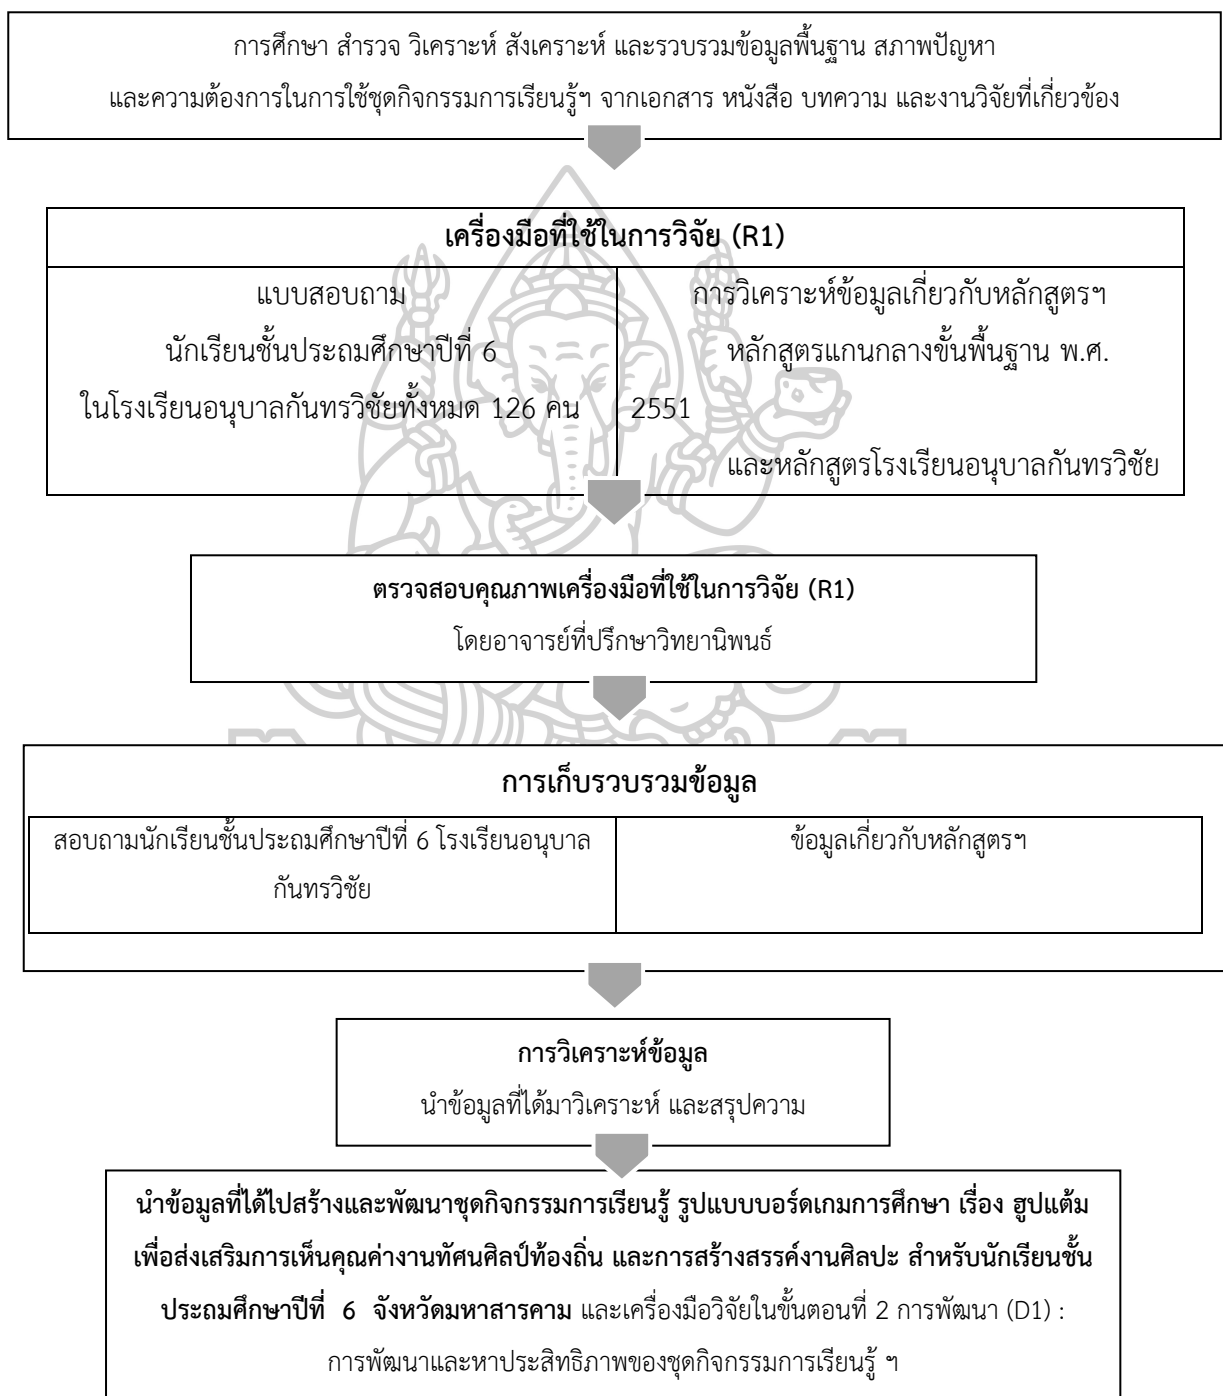 การศึกษา สำรวจ วิเคราะห์ สังเคราะห์ และรวบรวมข้อมูลพื้นฐาน สภาพปัญหา
และความต้องการในการใช้ชุดกิจกรรมการเรียนรู้ฯ จากเอกสาร หนังสือ บทความ และงานวิจัยที่เกี่ยวข้อง
เครื่องมือที่ใช้ในการวิจัย (R1)
แบบสอบถาม
นักเรียนชั้นประถมศึกษาปีที่ 6
ในโรงเรียนอนุบาลกันทรวิชัยทั้งหมด 126 คน
การวิเคราะห์ข้อมูลเกี่ยวกับหลักสูตรฯ
หลักสูตรแกนกลางขั้นพื้นฐาน พ.ศ.
2551
และหลักสูตรโรงเรียนอนุบาลกันทรวิชัย
ตรวจสอบคุณภาพเครื่องมือที่ใช้ในการวิจัย (R1)
โดยอาจารย์ที่ปรึกษาวิทยานิพนธ์
การเก็บรวบรวมข้อมูล
สอบถามนักเรียนชั้นประถมศึกษาปีที่ 6 โรงเรียนอนุบาล
กันทรวิชัย
ข้อมูลเกี่ยวกับหลักสูตรฯ
การวิเคราะห์ข้อมูล
นำข้อมูลที่ได้มาวิเคราะห์ และสรุปความ
นำข้อมูลที่ได้ไปสร้างและพัฒนาชุดกิจกรรมการเรียนรู้ รูปแบบบอร์ดเกมการศึกษา เรื่อง ฮูปแต้ม
เพื่อส่งเสริมการเห็นคุณค่างานทัศนศิลป์ท้องถิ่น และการสร้างสรรค์งานศิลปะ สำหรับนักเรียนชั้น
ประถมศึกษาปีที่ 6 จังหวัดมหาสารคาม และเครื่องมือวิจัยในขั้นตอนที่ 2 การพัฒนา (D1) :
การพัฒนาและหาประสิทธิภาพของชุดกิจกรรมการเรียนรู้ ฯ